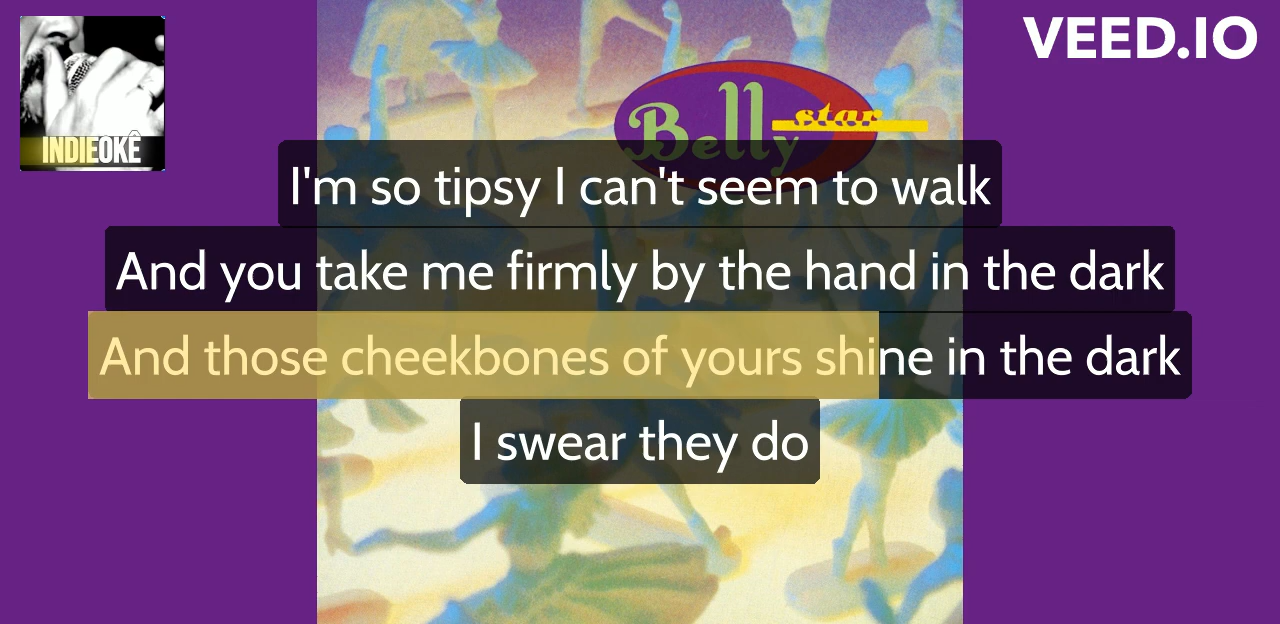 VEED.IO
INDIEOKÊ
Belly
star
I'm so tipsy I can't seem to walk
And you take me firmly by the hand in the dark
And those cheekbones of yours shine in the dark
I swear they do